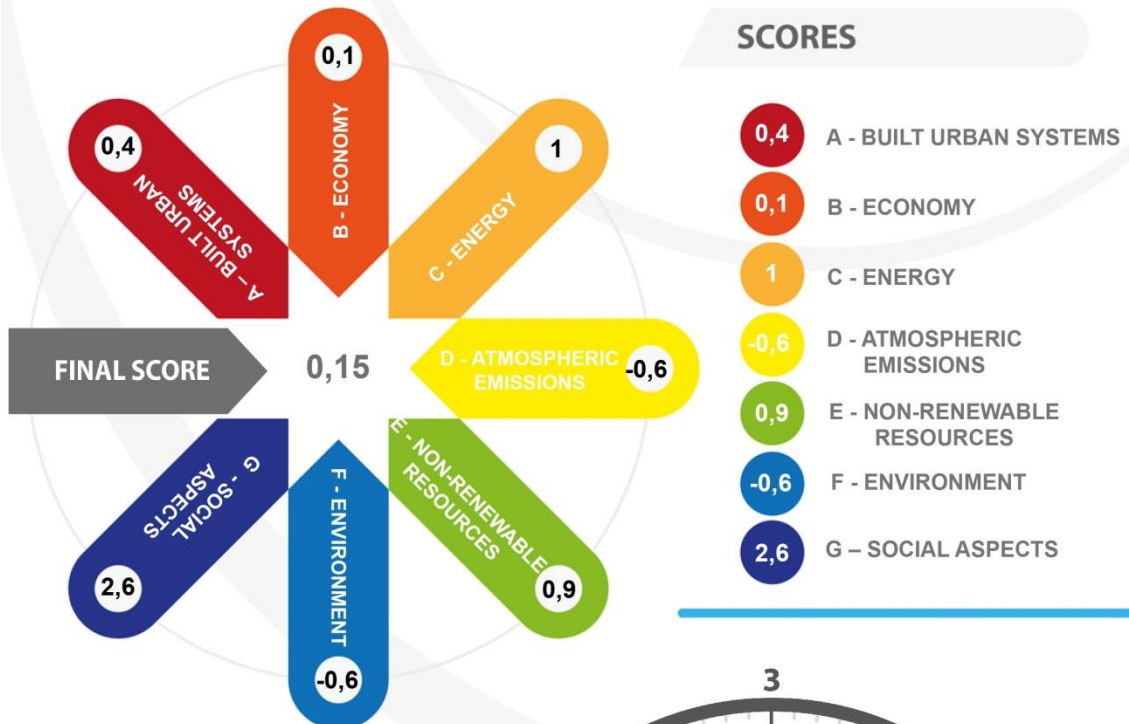 0,1
B - ECONOMY
0,4
A – BUILT URBAN
SYSTEMS
1
C - ENERGY
FINAL SCORE
0,15
D - ATMOSPHERIC
EMISSIONS
-0,6
G - SOCIAL
ASPECTS
2,6
F - ENVIRONMENT
-0,6
E - NON-RENEWABLE
RESOURCES
0,9
SCORES
0,4 A - BUILT URBAN SYSTEMS
0,1 B - ECONOMY
1 C - ENERGY
-0,6 D - ATMOSPHERIC
EMISSIONS
0,9 E - NON-RENEWABLE
RESOURCES
-0,6 F - ENVIRONMENT
2,6 G – SOCIAL ASPECTS
3